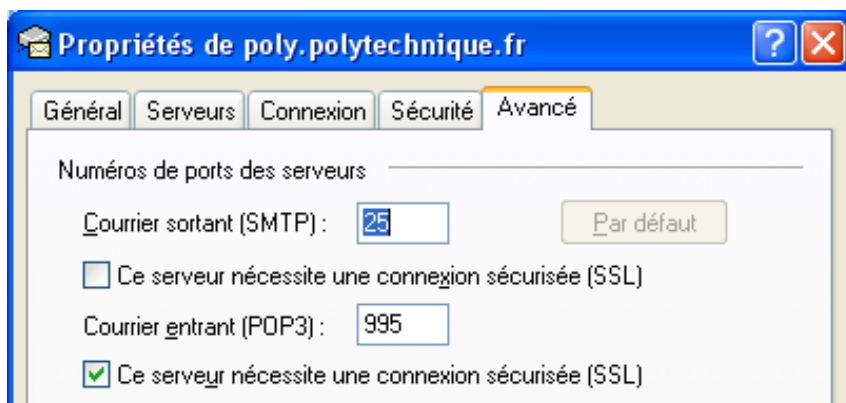 Propriétés de poly.polytechnique.fr
Général Serveurs Connexion Sécurité Avancé
Numéros de ports des serveurs
Courrier sortant (SMTP) : 25 Par défaut
Ce serveur nécessite une connexion sécurisée (SSL)
Courrier entrant (POP3) : 995
Ce serveur nécessite une connexion sécurisée (SSL)